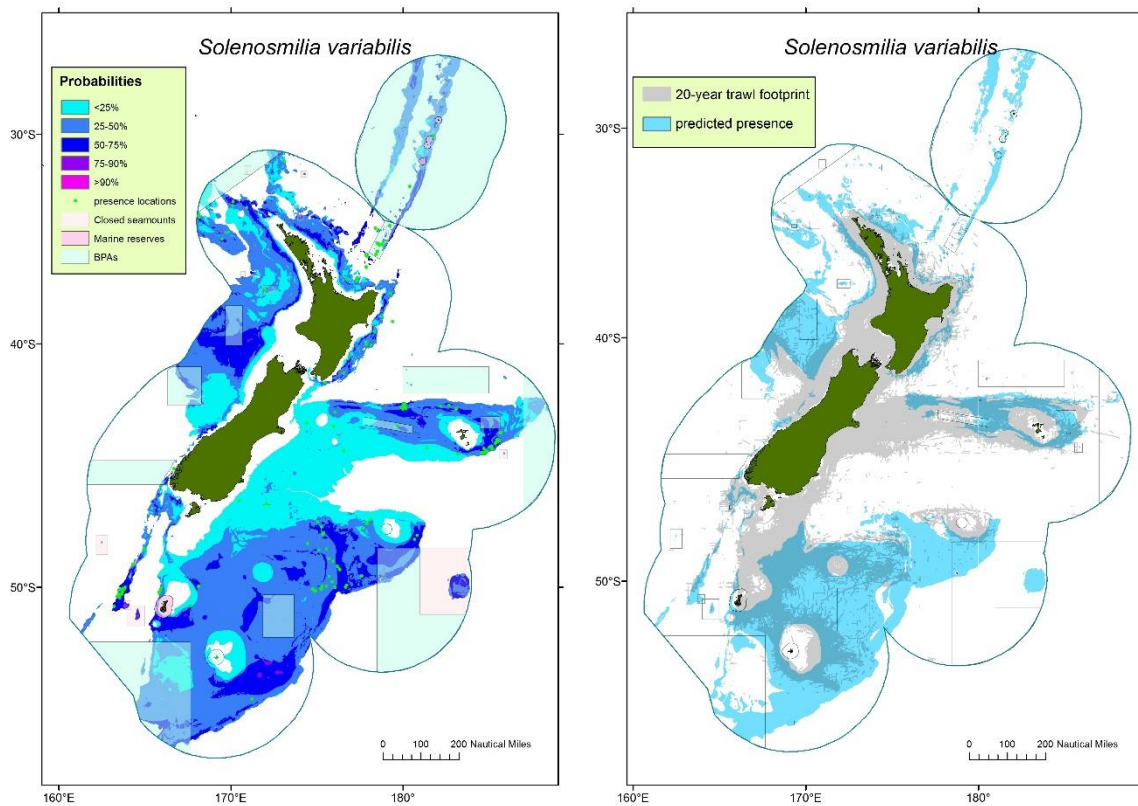 Solenosmilia variabilis
Probabilities
<25%
25-50%
50-75%
75-90%
>90%
presence locations
Closed seamounts
Marine reserves
BPAs
30°S
40°S
50°S
0 100 200 Nautical Miles
160°E
170°E
180°
Solenosmilia variabilis
20-year trawl footprint
predicted presence
30°S
40°S
50°S
0 100 200 Nautical Miles
160°E
170°E
180°